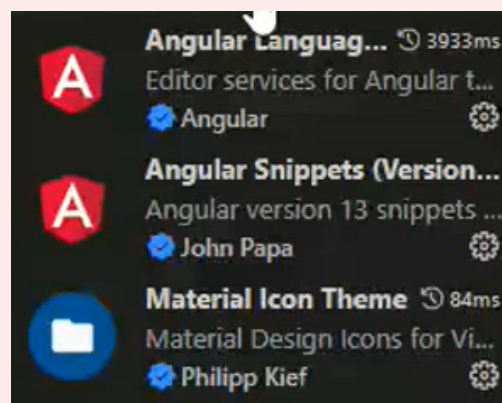 Angular Languag... 3933ms
Editor services for Angular t...
Angular
Angular Snippets (Version...
Angular version 13 snippets ...
John Papa
Material Icon Theme 84ms
Material Design Icons for Vi...
Philipp Kief